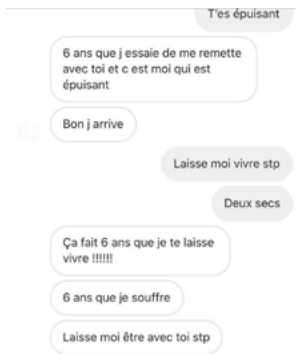 T'es épuisant
6 ans que j essaie de me remette
avec toi et c est moi qui est
épuisant
Bon j arrive
Laisse moi vivre stp
Deux secs
Ça fait 6 ans que je te laisse
vivre !!!!!!
6 ans que je souffre
Laisse moi être avec toi stp